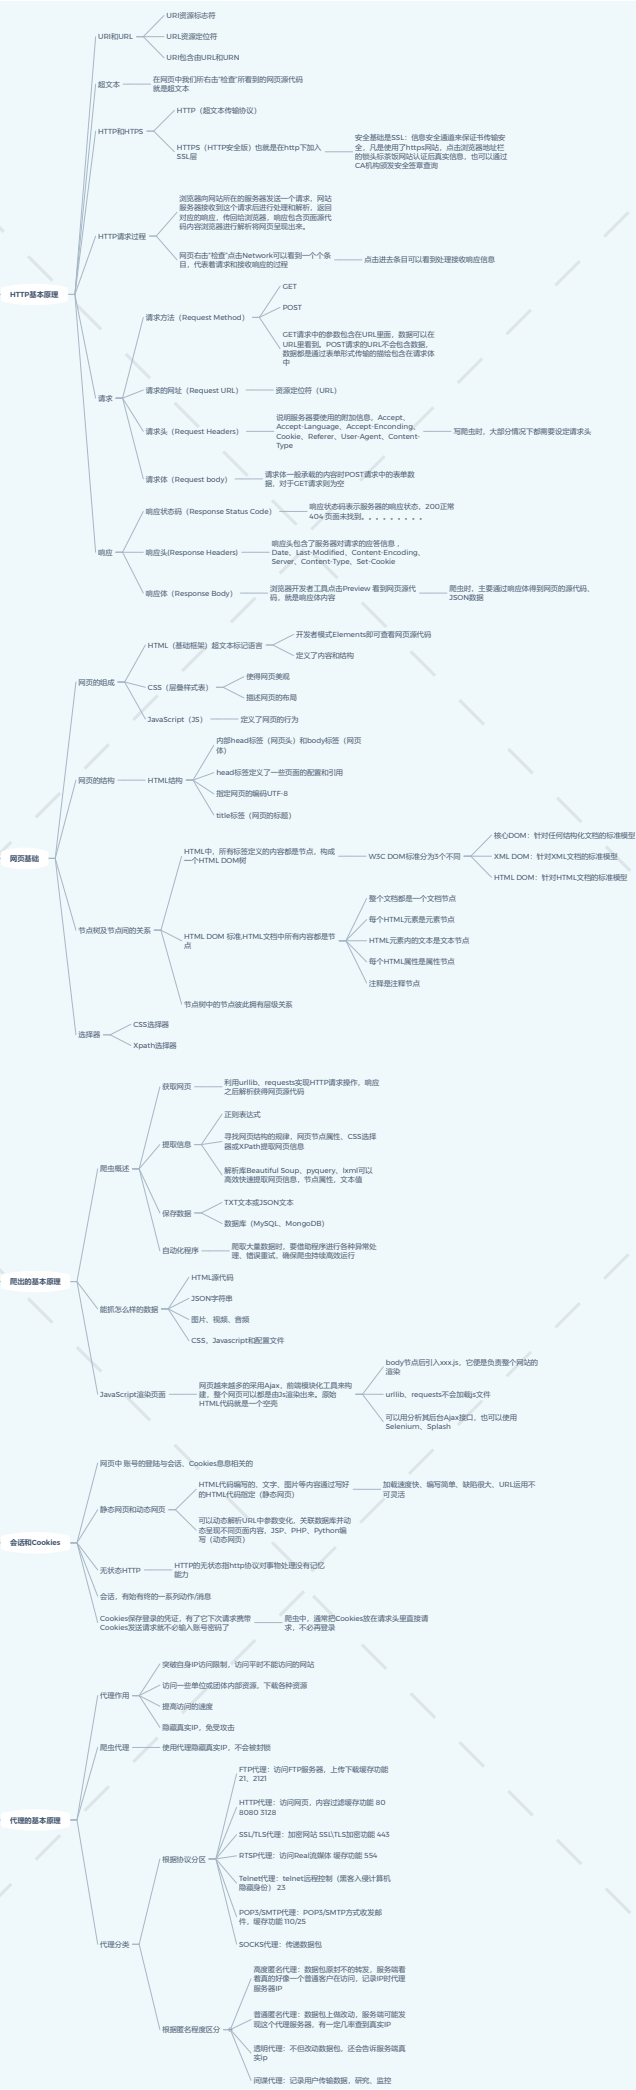 URI资源标志符
URI和URL
URL资源定位符
URI包含由URL和URN
超文本
在网页中我们所右击"检查"所看到的网页源代码
就是超文本
HTTP和HTPS
HTTP（超文本传输协议）
HTTPS（HTTP安全版）也就是在http下加入
SSL层
安全基础是SSL：信息安全通道来保证书传输安
全，凡是使用了https网站，点击浏览器地址栏
的锁头标茶饭网站认证后真实信息，也可以通过
CA机构颁发安全签章查询
HTTP请求过程
浏览器向网站所在的服务器发送一个请求，网站
服务器接收到这个请求后进行处理和解析，返回
对应的响应，传回给浏览器，响应包含页面源代
码内容浏览器进行解析将网页呈现出来。
网页右击"检查"点击Network可以看到一个个条
目，代表着请求和接收响应的过程
点击进去条目可以看到处理接收响应信息
HTTP基本原理
请求
请求方法（Request Method）
GET
POST
GET请求中的参数包含在URL里面，数据可以在
URL里看到。POST请求的URL不会包含数据，
数据都是通过表单形式传输的描绘包含在请求体
中
请求的网址（Request URL）
资源定位符（URL）
请求头（Request Headers）
说明服务器要使用的附加信息、Accept、
Accept-Language、Accept-Enconding、
Cookie、Referer、User-Agent、Content-
Type
写爬虫时，大部分情况下都需要设定请求头
请求体（Request body）
请求体一般承载的内容时POST请求中的表单数
据，对于GET请求则为空
响应
响应状态码（Response Status Code）
响应状态码表示服务器的响应状态，200正常
404 页面未找到。。。。。。。。。
响应头(Response Headers)
响应头包含了服务器对请求的应答信息 ,
Date、Last-Modified、Content-Encoding、
Server、Content-Type、Set-Cookie
响应体（Response Body）
浏览器开发者工具点击Preview 看到网页源代
码，就是响应体内容
爬虫时，主要通过响应体得到网页的源代码、
JSON数据
网页基础
网页的组成
HTML（基础框架）超文本标记语言
开发者模式Elements即可查看网页源代码
定义了内容和结构
CSS（层叠样式表）
使得网页美观
描述网页的布局
JavaScript（JS）
定义了网页的行为
网页的结构
HTML结构
内部head标签（网页头）和body标签（网页
体）
head标签定义了一些页面的配置和引用
指定网页的编码UTF-8
title标签（网页的标题）
节点树及节点间的关系
HTML中，所有标签定义的内容都是节点，构成
一个HTML DOM树
W3C DOM标准分为3个不同
核心DOM：针对任何结构化文档的标准模型
XML DOM：针对XML文档的标准模型
HTML DOM：针对HTML文档的标准模型
HTML DOM 标准,HTML文档中所有内容都是节
点
整个文档都是一个文档节点
每个HTML元素是元素节点
HTML元素内的文本是文本节点
每个HTML属性是属性节点
注释是注释节点
节点树中的节点彼此拥有层级关系
选择器
CSS选择器
Xpath选择器
爬出的基本原理
爬虫概述
获取网页
利用urllib、requests实现HTTP请求操作，响应
之后解析获得网页源代码
提取信息
正则表达式
寻找网页结构的规律，网页节点属性、CSS选择
器或XPath提取网页信息
解析库Beautiful Soup、pyquery、lxml可以
高效快速提取网页信息，节点属性，文本值
保存数据
TXT文本或JSON文本
数据库（MySQL、MongoDB）
自动化程序
爬取大量数据时，要借助程序进行各种异常处
理、错误重试，确保爬虫持续高效运行
能抓怎么样的数据
HTML源代码
JSON字符串
图片、视频、音频
CSS、Javascript和配置文件
JavaScript渲染页面
网页越来越多的采用Ajax，前端模块化工具来构
建，整个网页可以都是由Js渲染出来。原始
HTML代码就是一个空壳
body节点后引入xxx.js，它便是负责整个网站的
渲染
urllib、requests不会加载js文件
可以用分析其后台Ajax接口，也可以使用
Selenium、Splash
会话和Cookies
网页中 账号的登陆与会话、Cookies息息相关的
静态网页和动态网页
HTML代码编写的，文字、图片等内容通过写好
的HTML代码指定（静态网页）
加载速度快、编写简单、缺陷很大、URL运用不
可灵活
可以动态解析URL中参数变化，关联数据库并动
态呈现不同页面内容，JSP、PHP、Python编
写（动态网页）
无状态HTTP
HTTP的无状态指http协议对事物处理没有记忆
能力
会话，有始有终的一系列动作/消息
Cookies保存登录的凭证，有了它下次请求携带
Cookies发送请求就不必输入账号密码了
爬虫中，通常把Cookies放在请求头里直接请
求，不必再登录
代理的基本原理
代理作用
突破自身IP访问限制，访问平时不能访问的网站
访问一些单位或团体内部资源，下载各种资源
提高访问的速度
隐藏真实IP，免受攻击
爬虫代理
使用代理隐藏真实IP，不会被封锁
代理分类
根据协议分区
FTP代理：访问FTP服务器，上传下载缓存功能
21，2121
HTTP代理：访问网页，内容过滤缓存功能 80
8080 3128
SSL/TLS代理：加密网站 SSL\TLS加密功能 443
RTSP代理：访问Real流媒体 缓存功能 554
Telnet代理：telnet远程控制（黑客入侵计算机
隐藏身份） 23
POP3/SMTP代理：POP3/SMTP方式收发邮
件，缓存功能 110/25
SOCKS代理：传递数据包
根据匿名程度区分
高度匿名代理：数据包原封不的转发，服务端看
着真的好像一个普通客户在访问，记录IP时代理
服务器IP
普通匿名代理：数据包上做改动，服务端可能发
现这个代理服务器，有一定几率查到真实IP
透明代理：不但改动数据包，还会告诉服务端真
实ip
间谍代理：记录用户传输数据，研究、监控